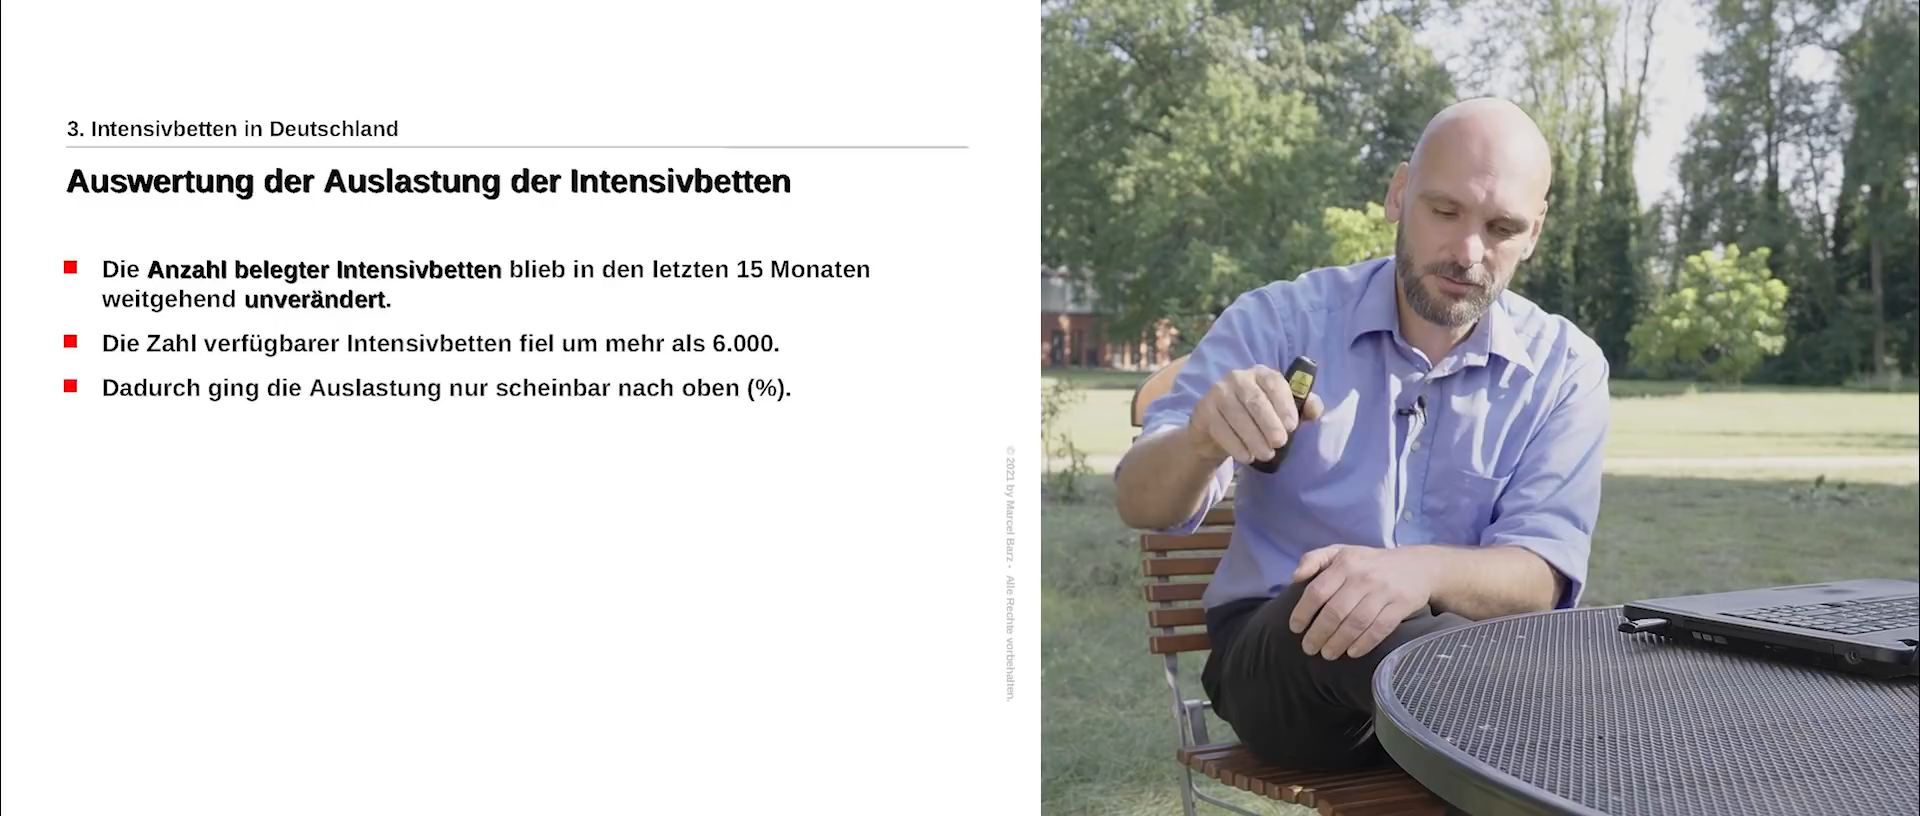 3. Intensivbetten in Deutschland
Auswertung der Auslastung der Intensivbetten
Die Anzahl belegter Intensivbetten blieb in den letzten 15 Monaten
weitgehend unverändert.
Die Zahl verfügbarer Intensivbetten fiel um mehr als 6.000.
Dadurch ging die Auslastung nur scheinbar nach oben (%).
© 2021 by Marcel Barz - Alle Rechte vorbehalten.